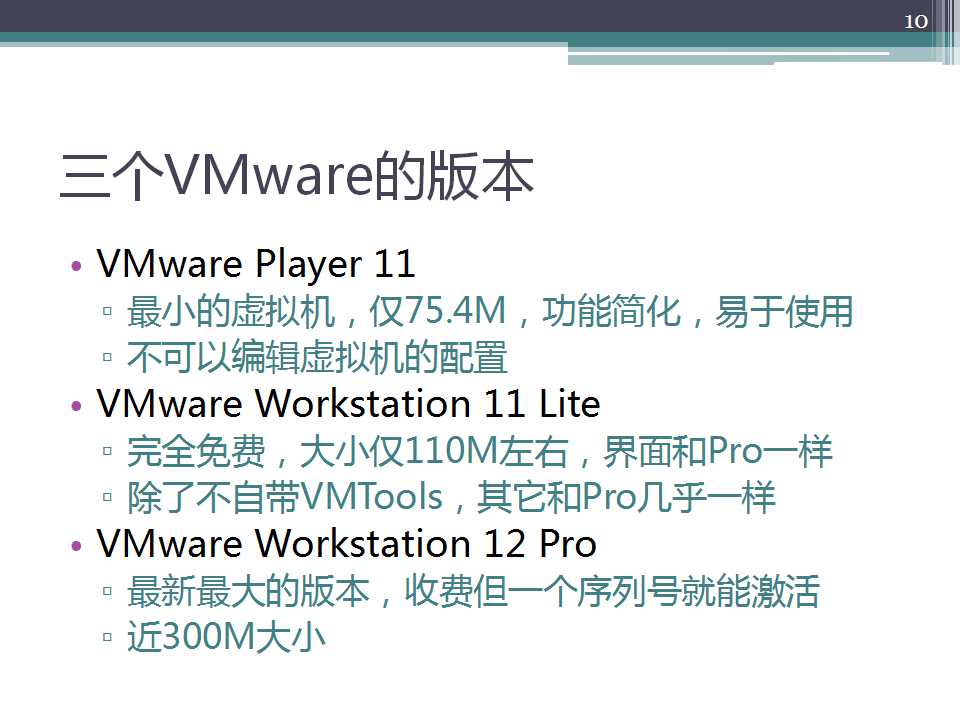 10
三个VMware的版本
• VMware Player 11
▫ 最小的虚拟机，仅75.4M，功能简化，易于使用
▫ 不可以编辑虚拟机的配置
• VMware Workstation 11 Lite
▫ 完全免费，大小仅110M左右，界面和Pro一样
▫ 除了不自带VMTools，其它和Pro几乎一样
• VMware Workstation 12 Pro
▫ 最新最大的版本，收费但一个序列号就能激活
▫ 近300M大小